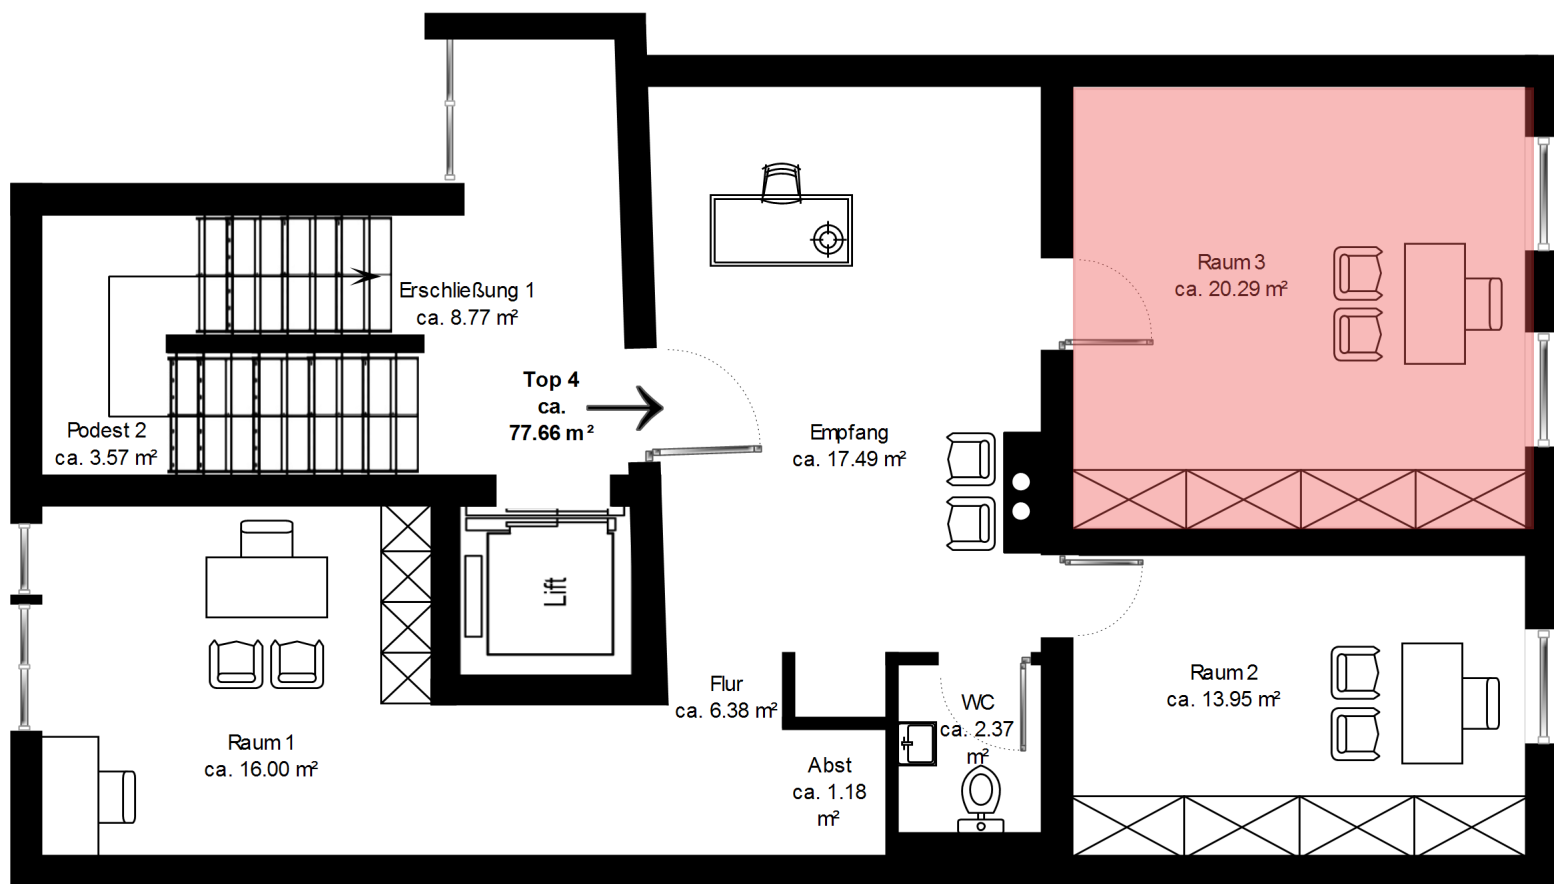 Erschließung 1
ca. 8.77 m²
Podest 2
ca. 3.57 m²
Top 4
ca.
77.66 m²
Empfang
ca. 17.49 m²
Raum 3
ca. 20.29 m²
Lift
Raum 1
ca. 16.00 m²
Flur
ca. 6.38 m²
Abst
ca. 1.18
m²
WC
ca. 2.37
m²
Raum 2
ca. 13.95 m²